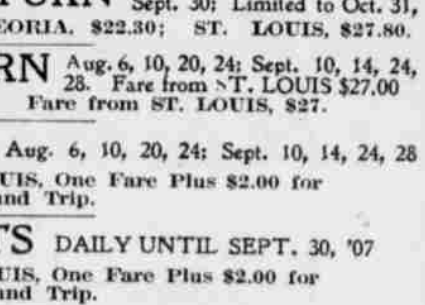 Sept. 30; Limited to Oct. 31,
EORIA, $22.30; ST. LOUIS, $27.80.
RN Aug. 6, 10, 20, 24; Sept. 10, 14, 24,
28. Fare from ST. LOUIS $27.00
Fare from ST. LOUIS, $27.
Aug. 6, 10, 20, 24; Sept. 10, 14, 24, 28
UIS, One Fare Plus $2.00 for
und Trip.
TS DAILY UNTIL SEPT. 30, '07
UIS, One Fare Plus $2.00 for
und Trip.